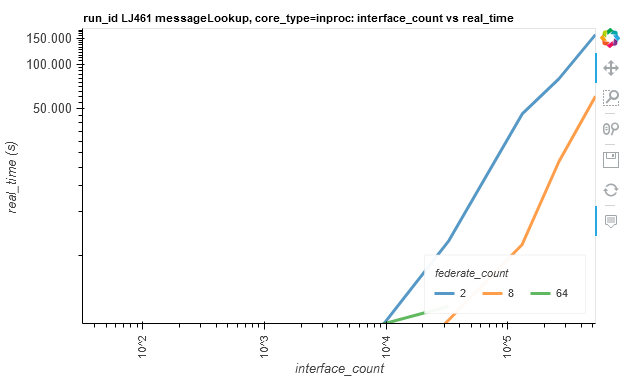 run_id LJ461 messageLookup, core_type=inproc: interface_count vs real_time
150.000
100.000
50.000
real_time (s)
federate_count
2 8 64
10^2 10^3 10^4 10^5
interface_count